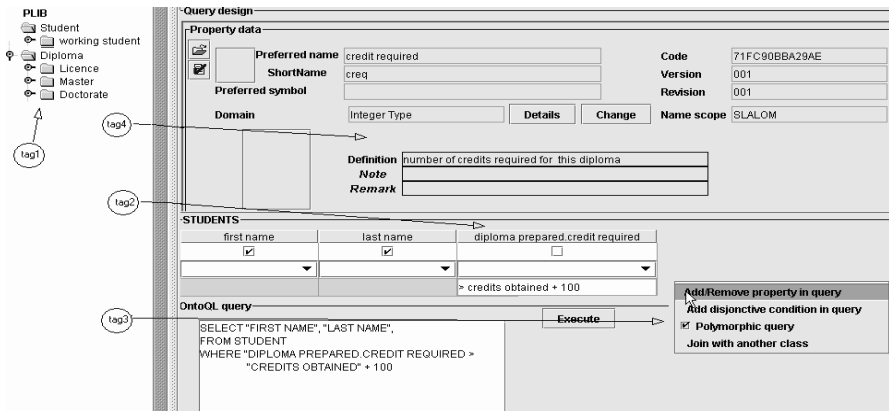 PLIB
Student
working student
Diploma
Licence
Master
Doctorate
tag1
tag4
tag2
tag3
Query design
Property data
Preferred name credit required Code 71FC90BBA29AE
ShortName creq Version 001
Preferred symbol Revision 001
Domain Integer Type Details Change Name scope SLALOM
Definition number of credits required for this diploma
Note
Remark
STUDENTS
first name last name diploma prepared.credit required
> credits obtained + 100
OntoQL query
Execute
SELECT "FIRST NAME", "LAST NAME",
FROM STUDENT
WHERE "DIPLOMA PREPARED.CREDIT REQUIRED >
"CREDITS OBTAINED" + 100
Add/Remove property in query
Add disjonctive condition in query
Polymorphic query
Join with another class